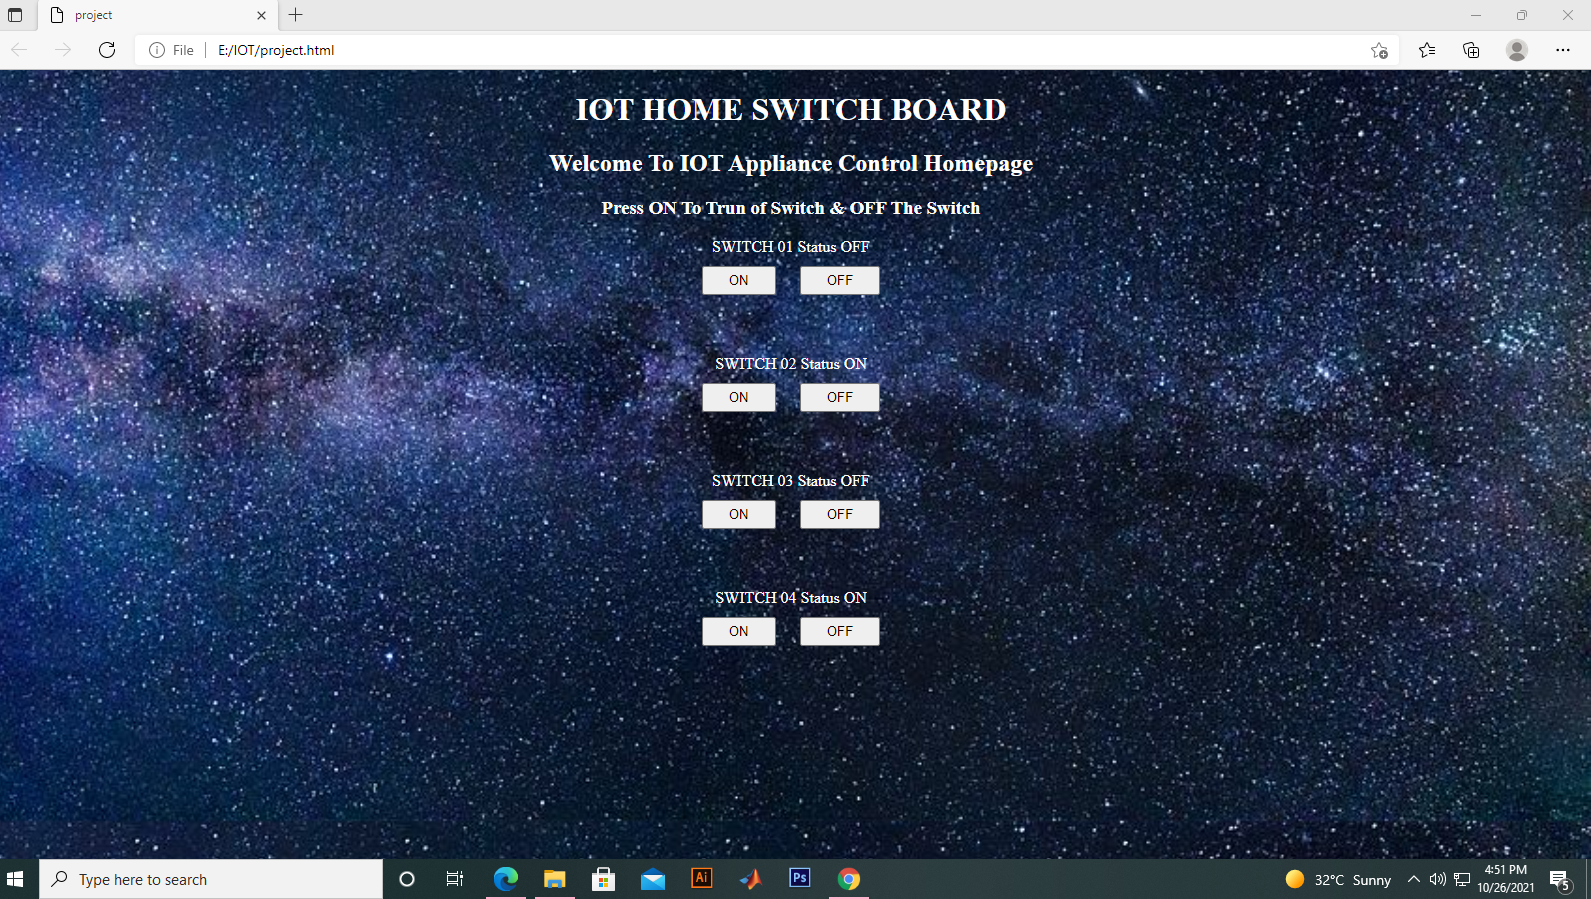 project
File
E:/IOT/project.html
IOT HOME SWITCH BOARD
Welcome To IOT Appliance Control Homepage
Press ON To Trun of Switch & OFF The Switch
SWITCH 01 Status OFF
ON OFF
SWITCH 02 Status ON
ON OFF
SWITCH 03 Status OFF
ON OFF
SWITCH 04 Status ON
ON OFF
Type here to search
Ai
Ps
32°C Sunny
4:51 PM
10/26/2021
5